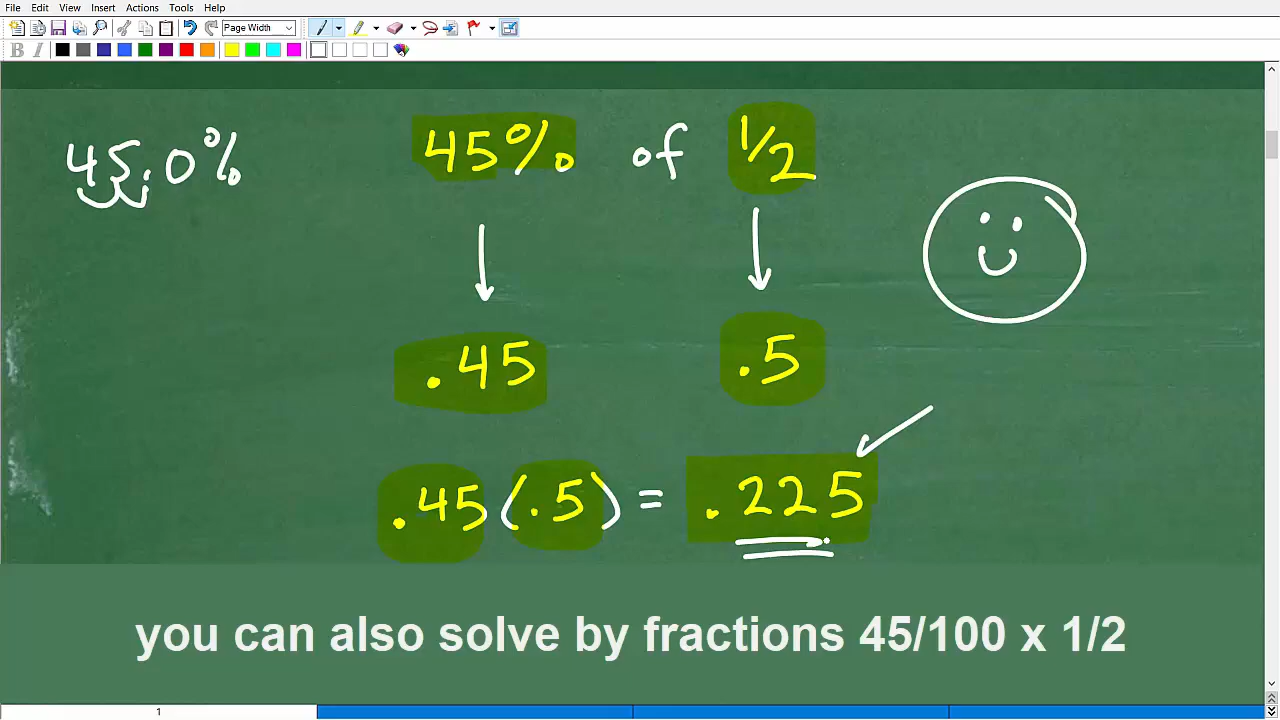 File Edit View Insert Actions Tools Help
Page Width
B I
45.0% 45% of 1/2
.45 .5
.45(.5) = .225
you can also solve by fractions 45/100 x 1/2
1